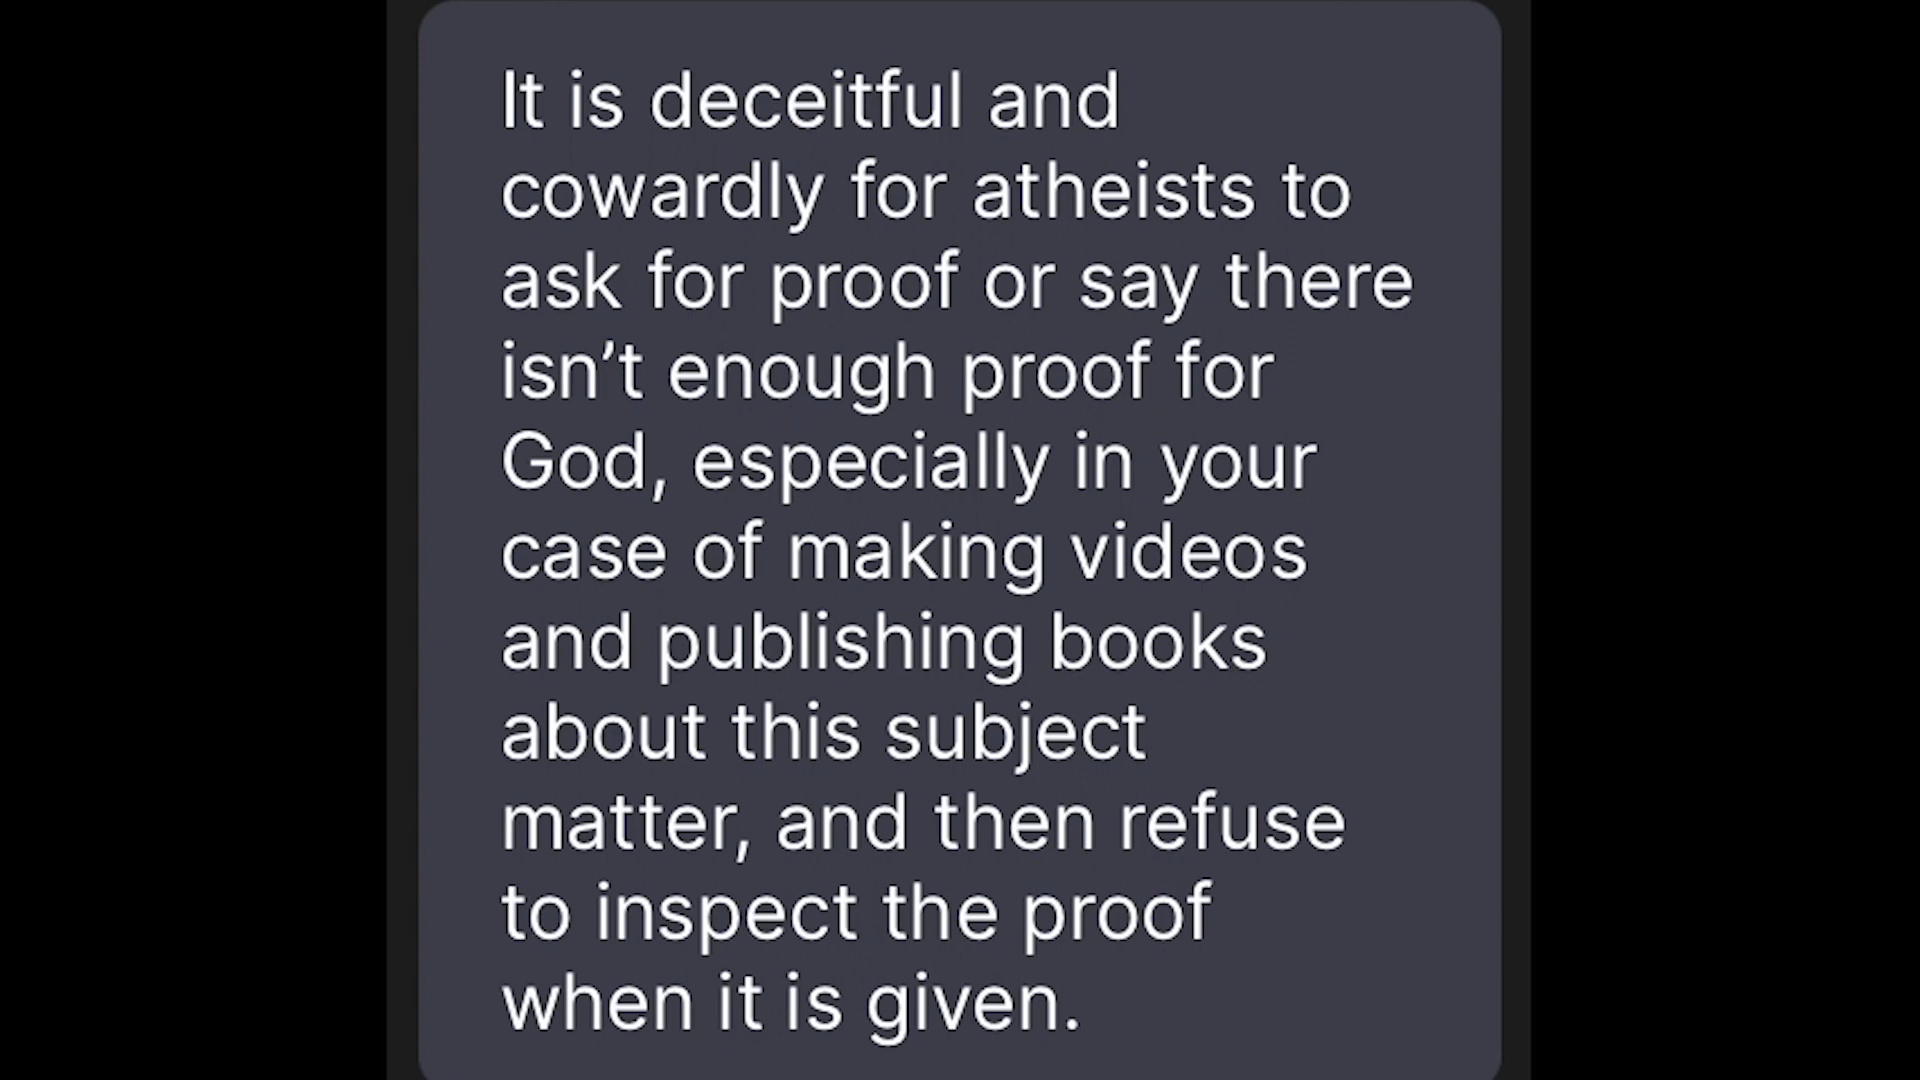 It is deceitful and
cowardly for atheists to
ask for proof or say there
isn’t enough proof for
God, especially in your
case of making videos
and publishing books
about this subject
matter, and then refuse
to inspect the proof
when it is given.